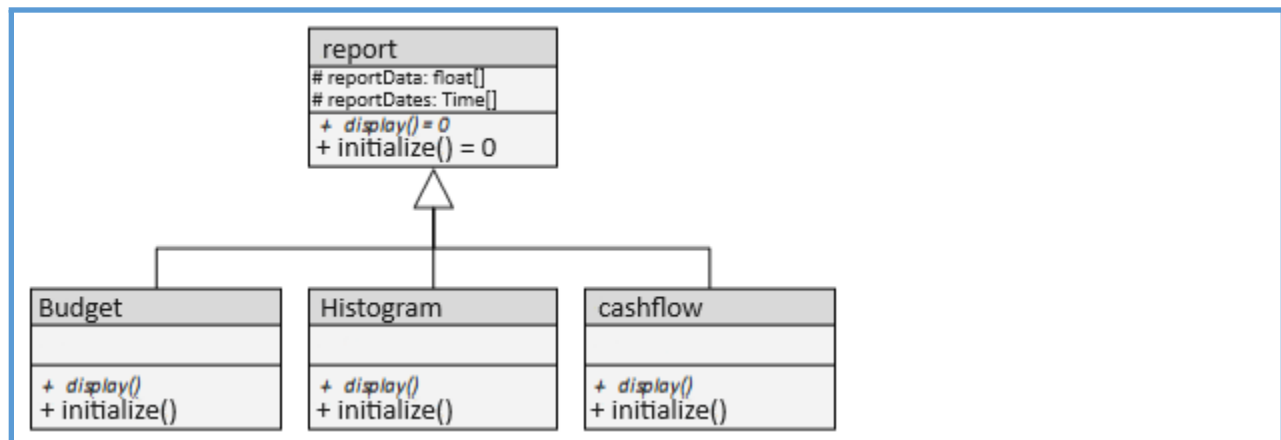 report
# reportData: float[]
# reportDates: Time[]
+ display() = 0
+ initialize() = 0
Budget
+ display()
+ initialize()
Histogram
+ display()
+ initialize()
cashflow
+ display()
+ initialize()